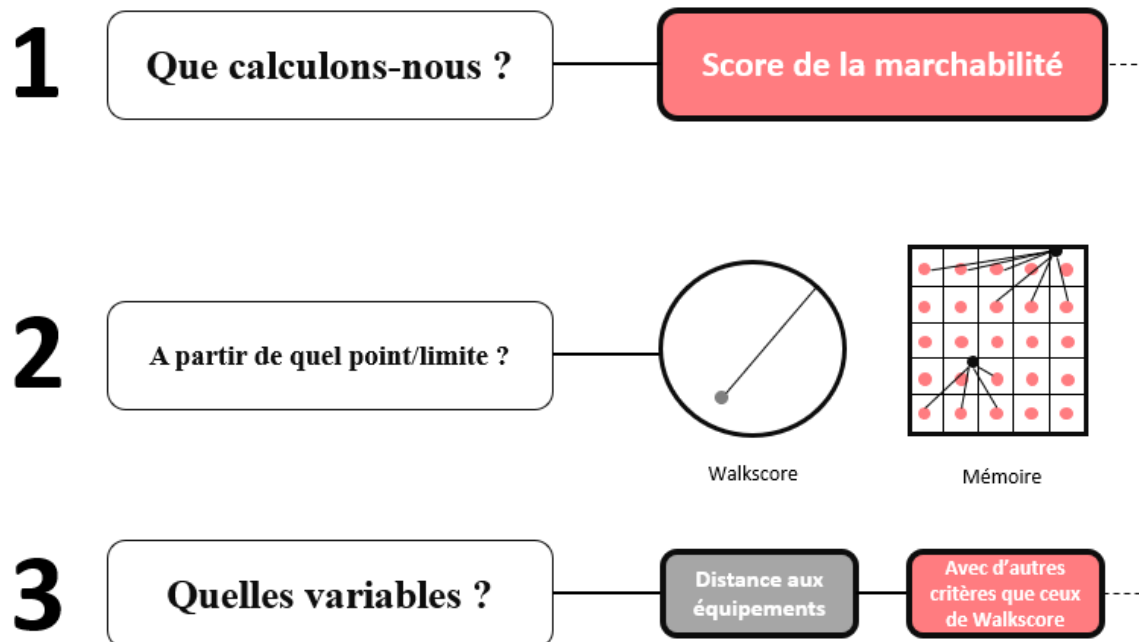 1
Que calculons-nous ?
Score de la marchabilité
2
A partir de quel point/limite ?
Walkscore
Mémoire
3
Quelles variables ?
Distance aux
équipements
Avec d'autres
critères que ceux
de Walkscore